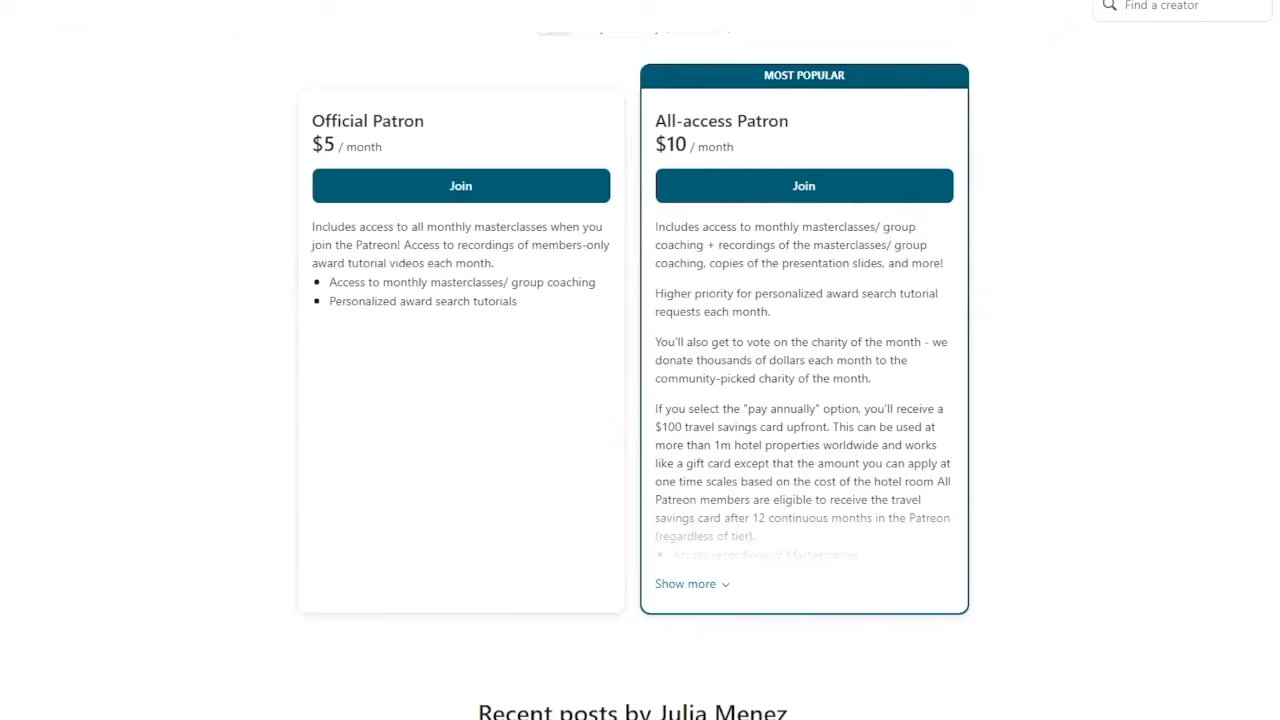 Find a creator
MOST POPULAR
Official Patron
$5 / month
Join
Includes access to all monthly masterclasses when you
join the Patreon! Access to recordings of members-only
award tutorial videos each month.
• Access to monthly masterclasses/ group coaching
• Personalized award search tutorials
All-access Patron
$10 / month
Join
Includes access to monthly masterclasses/ group
coaching + recordings of the masterclasses/ group
coaching, copies of the presentation slides, and more!
Higher priority for personalized award search tutorial
requests each month.
You'll also get to vote on the charity of the month - we
donate thousands of dollars each month to the
community-picked charity of the month.
If you select the "pay annually" option, you'll receive a
$100 travel savings card upfront. This can be used at
more than 1m hotel properties worldwide and works
like a gift card except that the amount you can apply at
one time scales based on the cost of the hotel room All
Patreon members are eligible to receive the travel
savings card after 12 continuous months in the Patreon
(regardless of tier).
• Access recordings of Masterclasses
Show more
Recent posts by Julia Menez